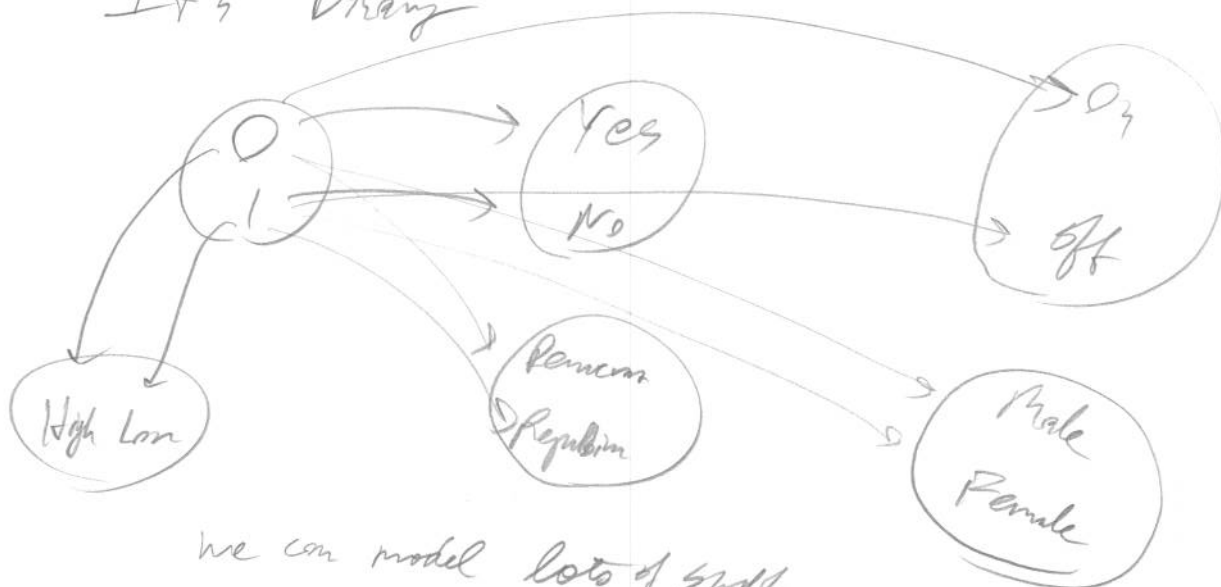 It's binary
0
1
Yes
No
On
Off
High Low
Democrat
Republican
Male
Female
we can model lots of stuff